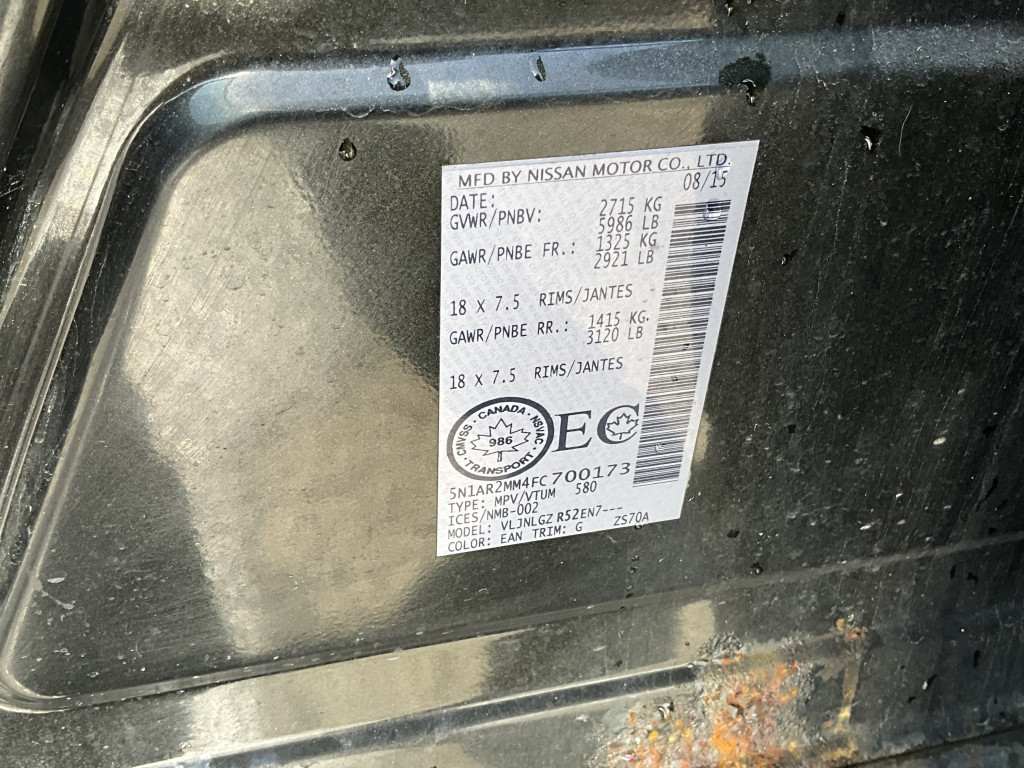 MFD BY NISSAN MOTOR CO., LTD.
DATE: 08/15
GVWR/PNBV: 2715 KG
5986 LB
GAWR/PNBE FR.: 1325 KG
2921 LB
18 X 7.5 RIMS/JANTES
GAWR/PNBE RR.: 1415 KG.
3120 LB
18 X 7.5 RIMS/JANTES
CMVSS · CANADA · NSVAC
986
· TRANSPORT ·
EC
5N1AR2MM4FC700173
TYPE: MPV/VTUM 580
ICES/NMB-002
MODEL: VLJNLGZ R52EN7---
COLOR: EAN TRIM: G ZS70A